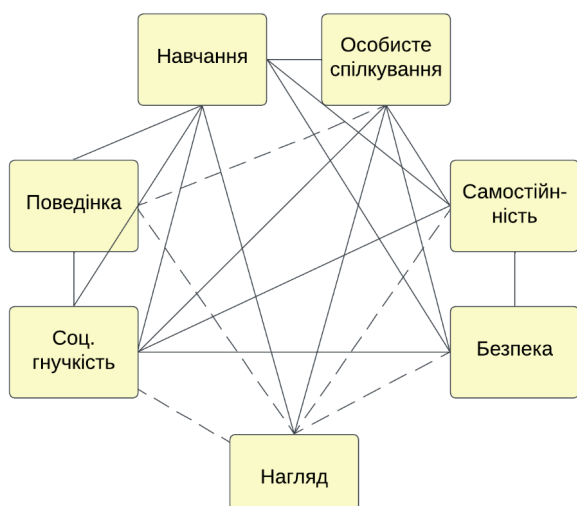 Навчання
Особисте
спілкування
Поведінка
Самостійн-
ність
Соц.
гнучкість
Безпека
Нагляд